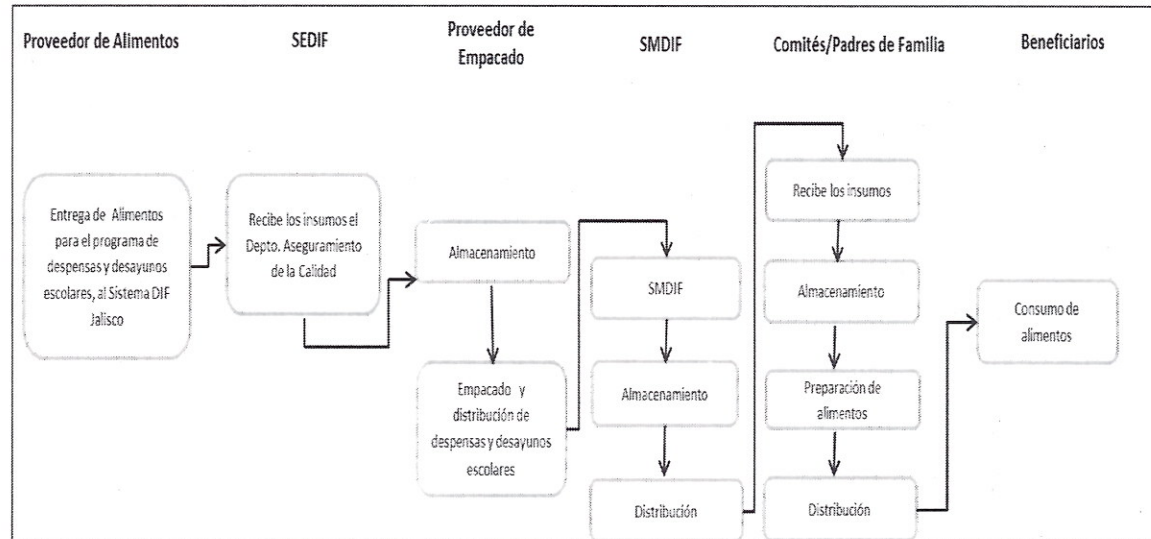 Proveedor de Alimentos
SEDIF
Proveedor de
Empacado
SMDIF
Comités/Padres de Familia
Beneficiarios
Entrega de Alimentos
para el programa de
despensas y desayunos
escolares, al Sistema DIF
Jalisco
Recibe los insumos el
Depto. Aseguramiento
de la Calidad
Almacenamiento
Empacado y
distribución de
despensas y desayunos
escolares
SMDIF
Almacenamiento
Distribución
Recibe los insumos
Almacenamiento
Preparación de
alimentos
Distribución
Consumo de
alimentos